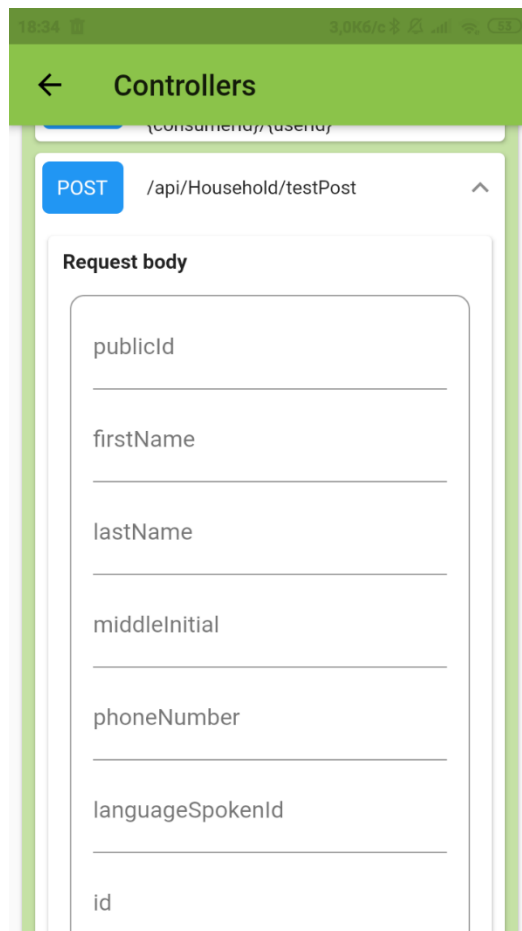 18:34 3,0Кб/с 53
Controllers
{consumerId}/{userId}
POST /api/Household/testPost
Request body
publicId
firstName
lastName
middleInitial
phoneNumber
languageSpokenId
id